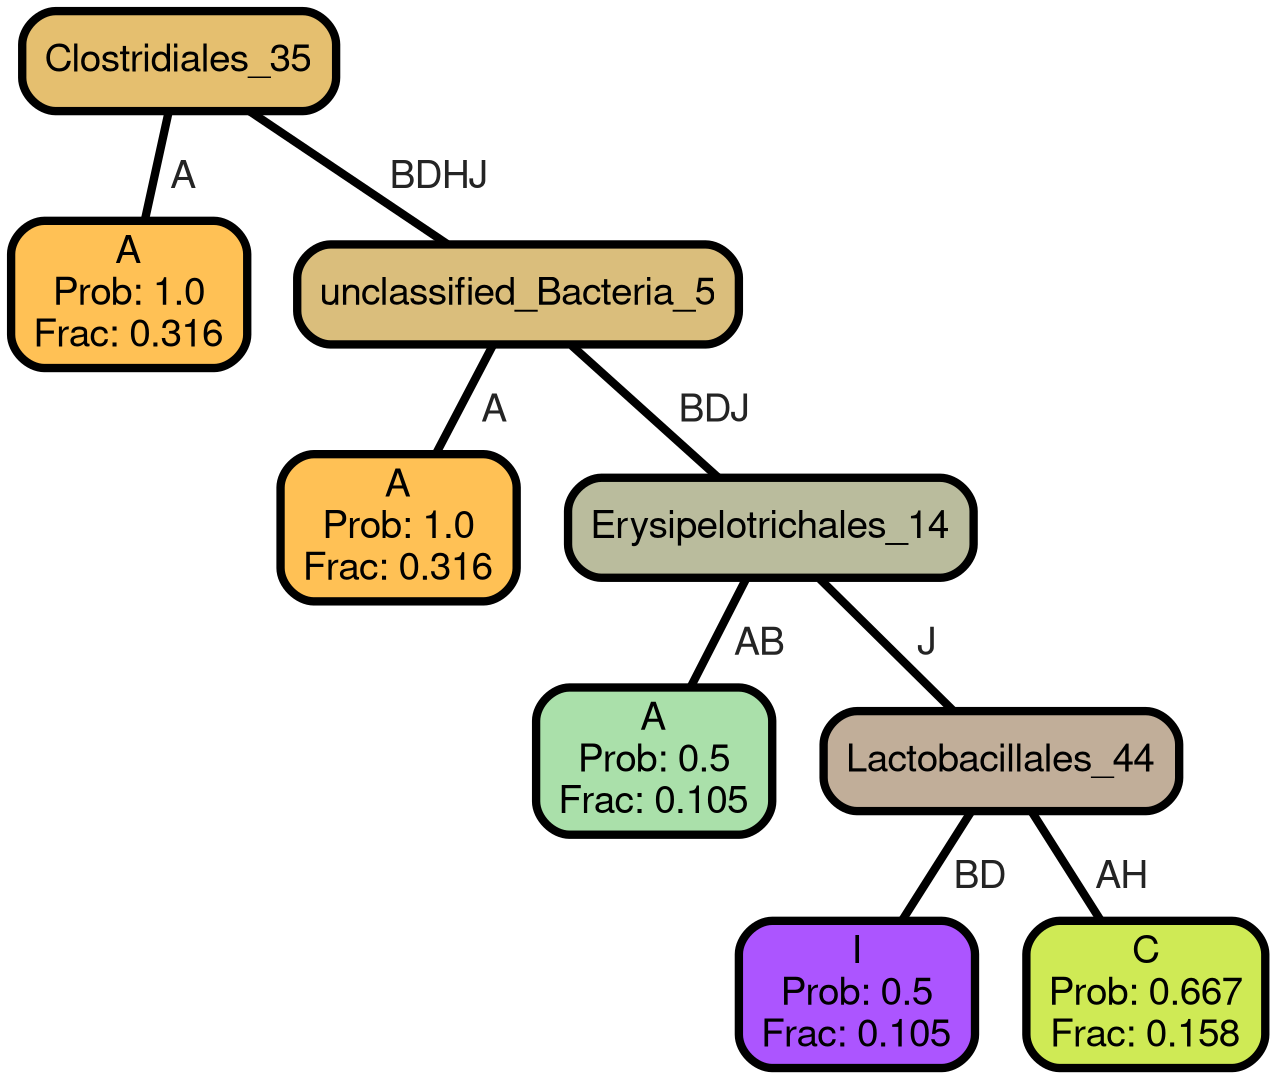 Clostridiales_35
A
BDHJ
A
Prob: 1.0
Frac: 0.316
unclassified_Bacteria_5
A
BDJ
A
Prob: 1.0
Frac: 0.316
Erysipelotrichales_14
AB
J
A
Prob: 0.5
Frac: 0.105
Lactobacillales_44
BD
AH
I
Prob: 0.5
Frac: 0.105
C
Prob: 0.667
Frac: 0.158